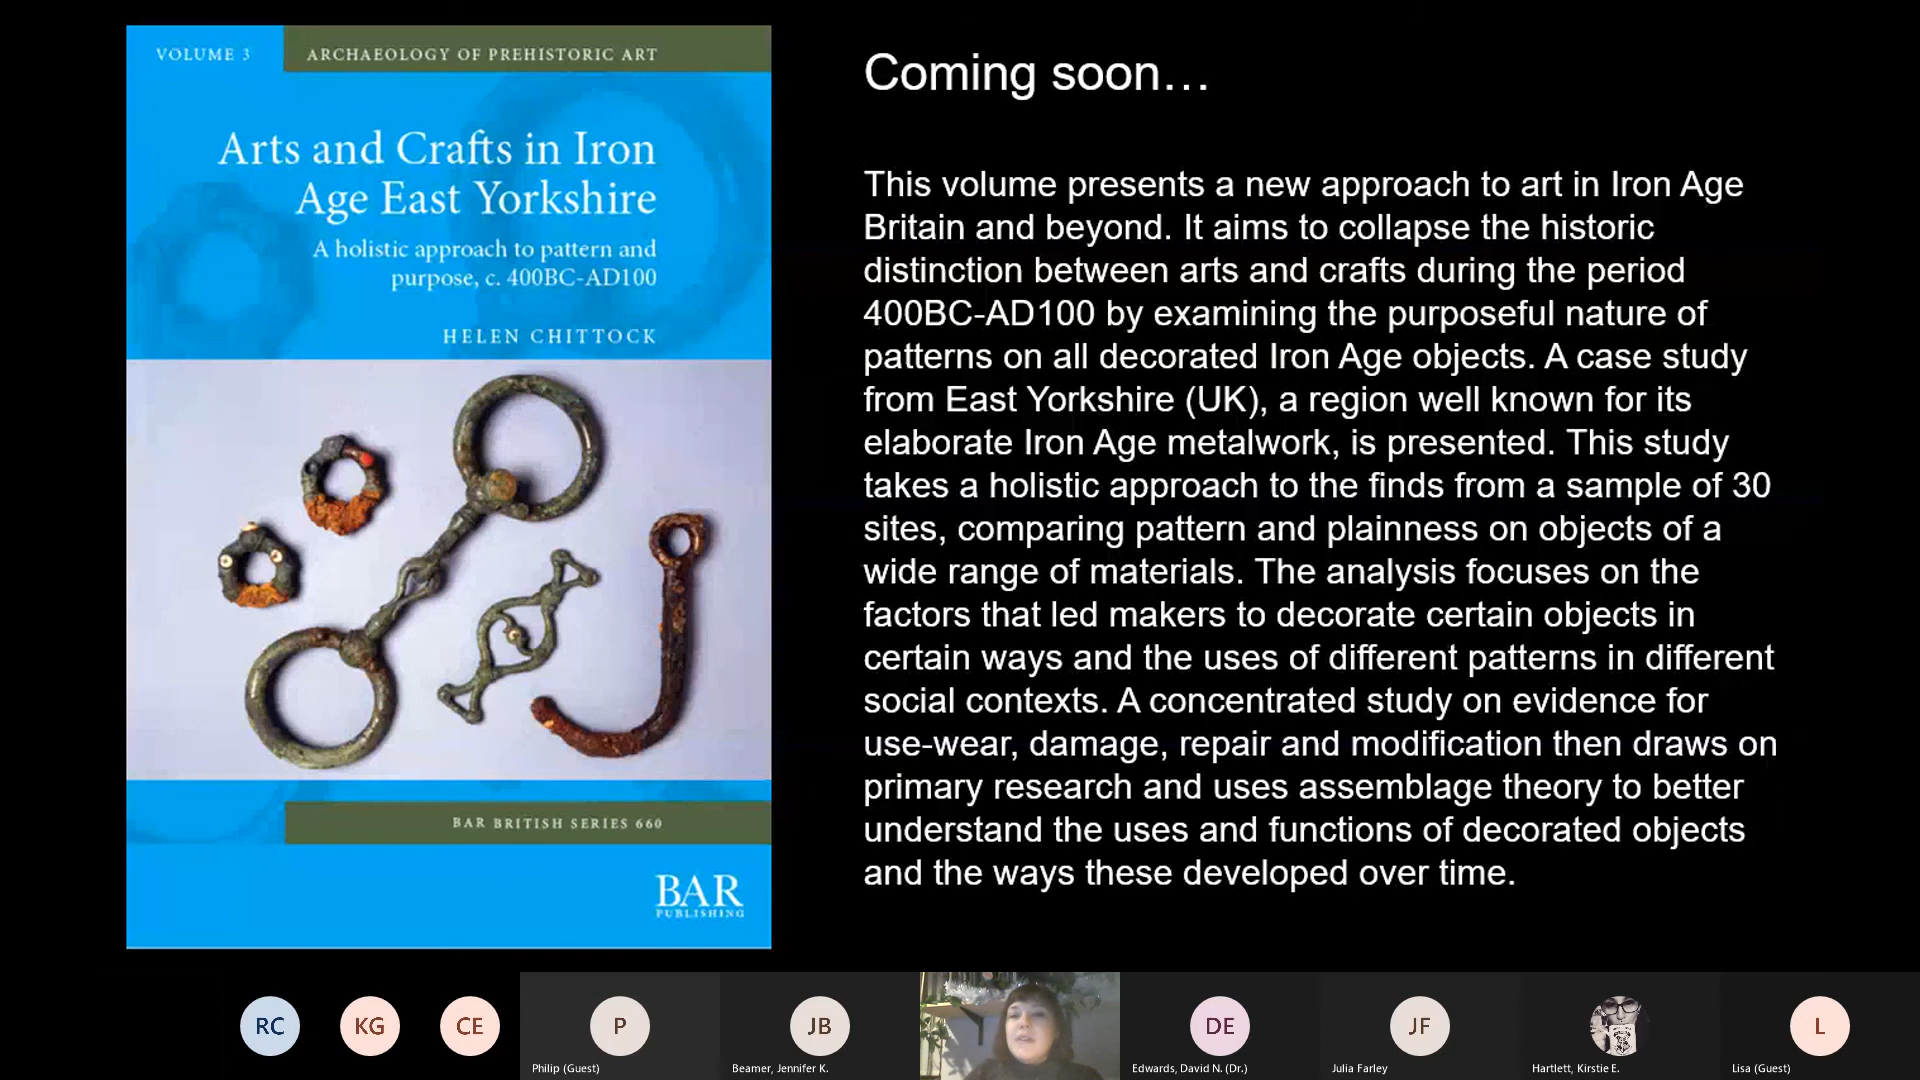 VOLUME 3
ARCHAEOLOGY OF PREHISTORIC ART
Arts and Crafts in Iron
Age East Yorkshire
A holistic approach to pattern and
purpose, c. 400BC-AD100
HELEN CHITTOCK
BAR BRITISH SERIES 660
BAR
PUBLISHING
Coming soon…
This volume presents a new approach to art in Iron Age
Britain and beyond. It aims to collapse the historic
distinction between arts and crafts during the period
400BC-AD100 by examining the purposeful nature of
patterns on all decorated Iron Age objects. A case study
from East Yorkshire (UK), a region well known for its
elaborate Iron Age metalwork, is presented. This study
takes a holistic approach to the finds from a sample of 30
sites, comparing pattern and plainness on objects of a
wide range of materials. The analysis focuses on the
factors that led makers to decorate certain objects in
certain ways and the uses of different patterns in different
social contexts. A concentrated study on evidence for
use-wear, damage, repair and modification then draws on
primary research and uses assemblage theory to better
understand the uses and functions of decorated objects
and the ways these developed over time.
RC
KG
CE
P
Philip (Guest)
JB
Beamer, Jennifer K.
DE
Edwards, David N. (Dr.)
JF
Julia Farley
Hartlett, Kirstie E.
L
Lisa (Guest)